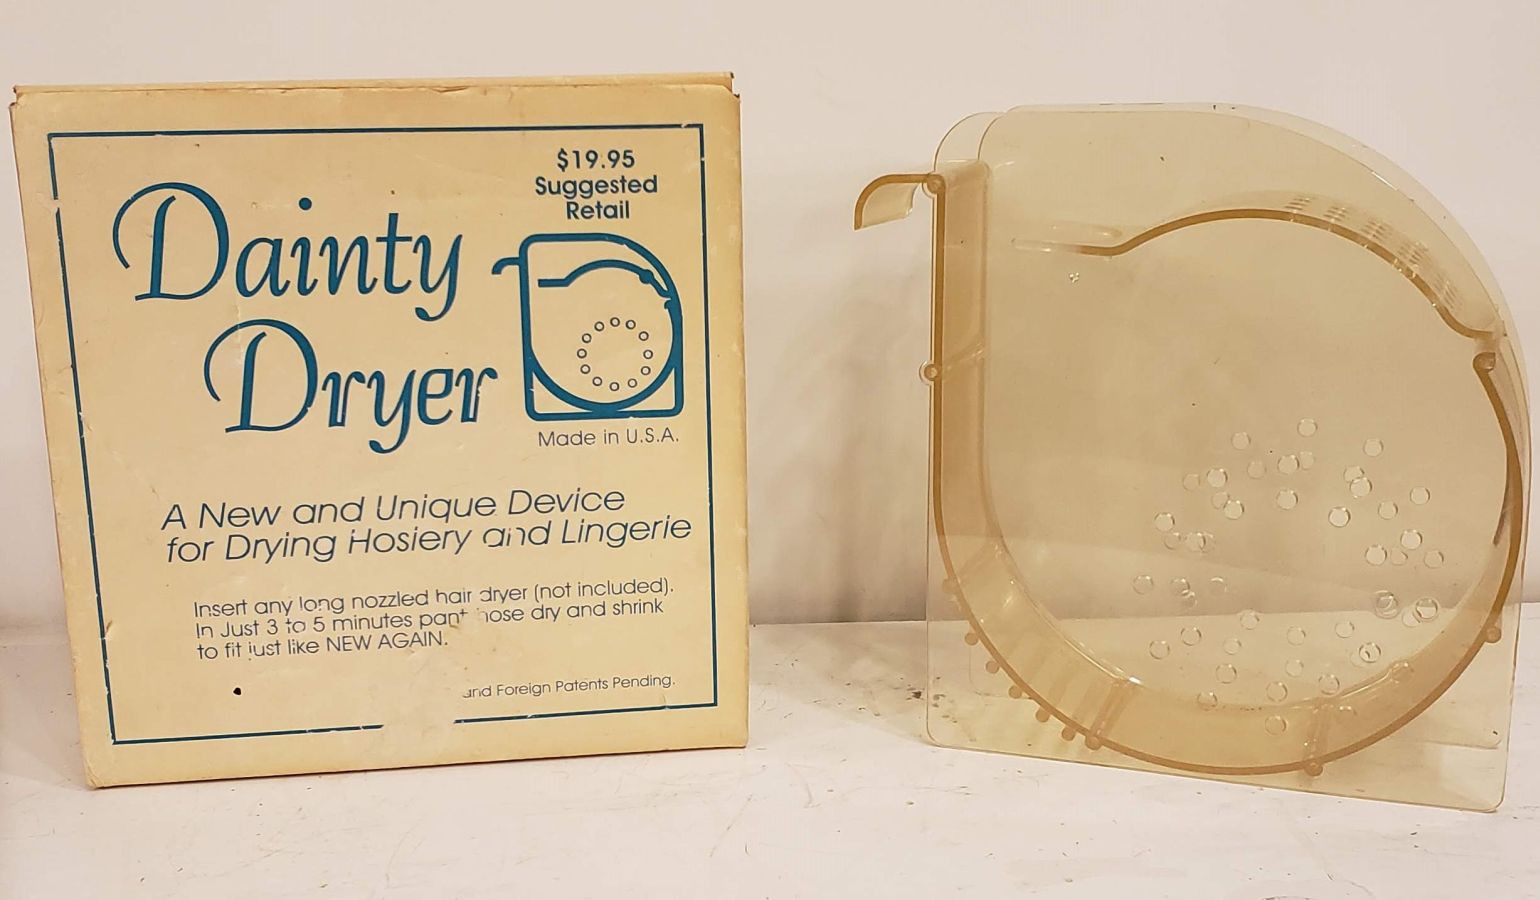 $19.95
Suggested
Retail
Dainty
Dryer
Made in U.S.A.
A New and Unique Device
for Drying Hosiery and Lingerie
Insert any long nozzled hair dryer (not included).
In Just 3 to 5 minutes pant hose dry and shrink
to fit just like NEW AGAIN.
and Foreign Patents Pending.